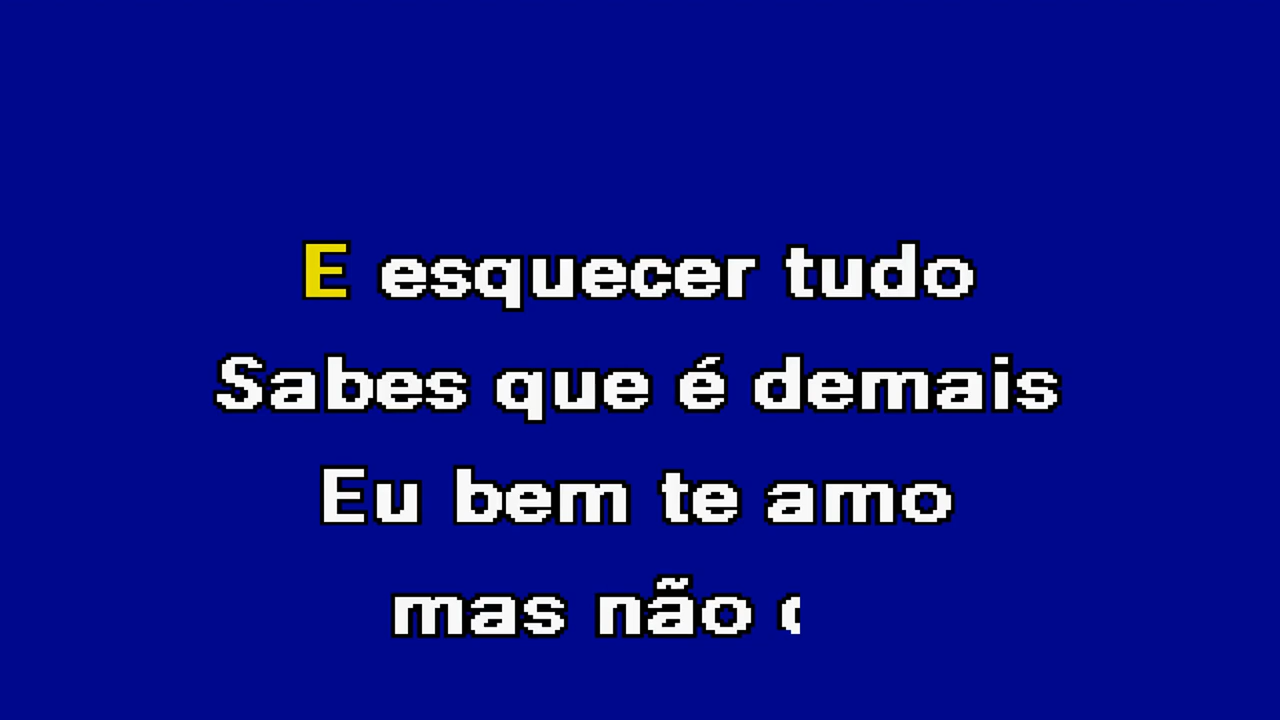 E esquecer tudo
Sabes que é demais
Eu bem te amo
mas não